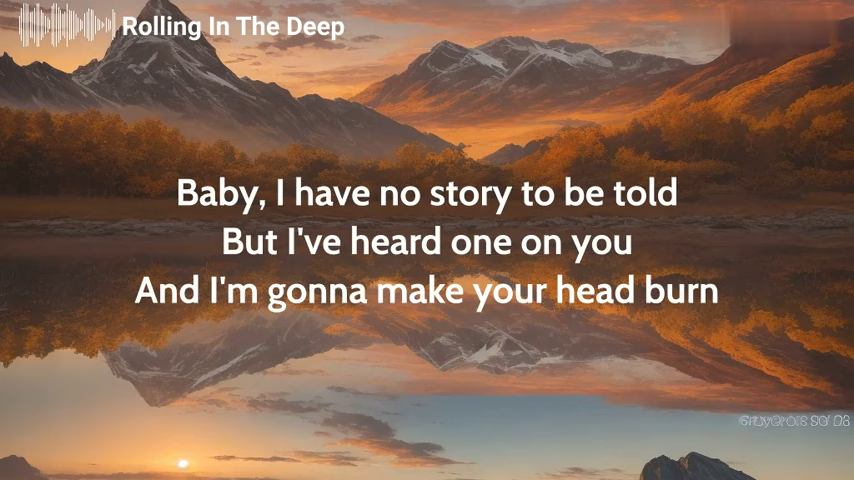 Rolling In The Deep
Baby, I have no story to be told
But I've heard one on you
And I'm gonna make your head burn